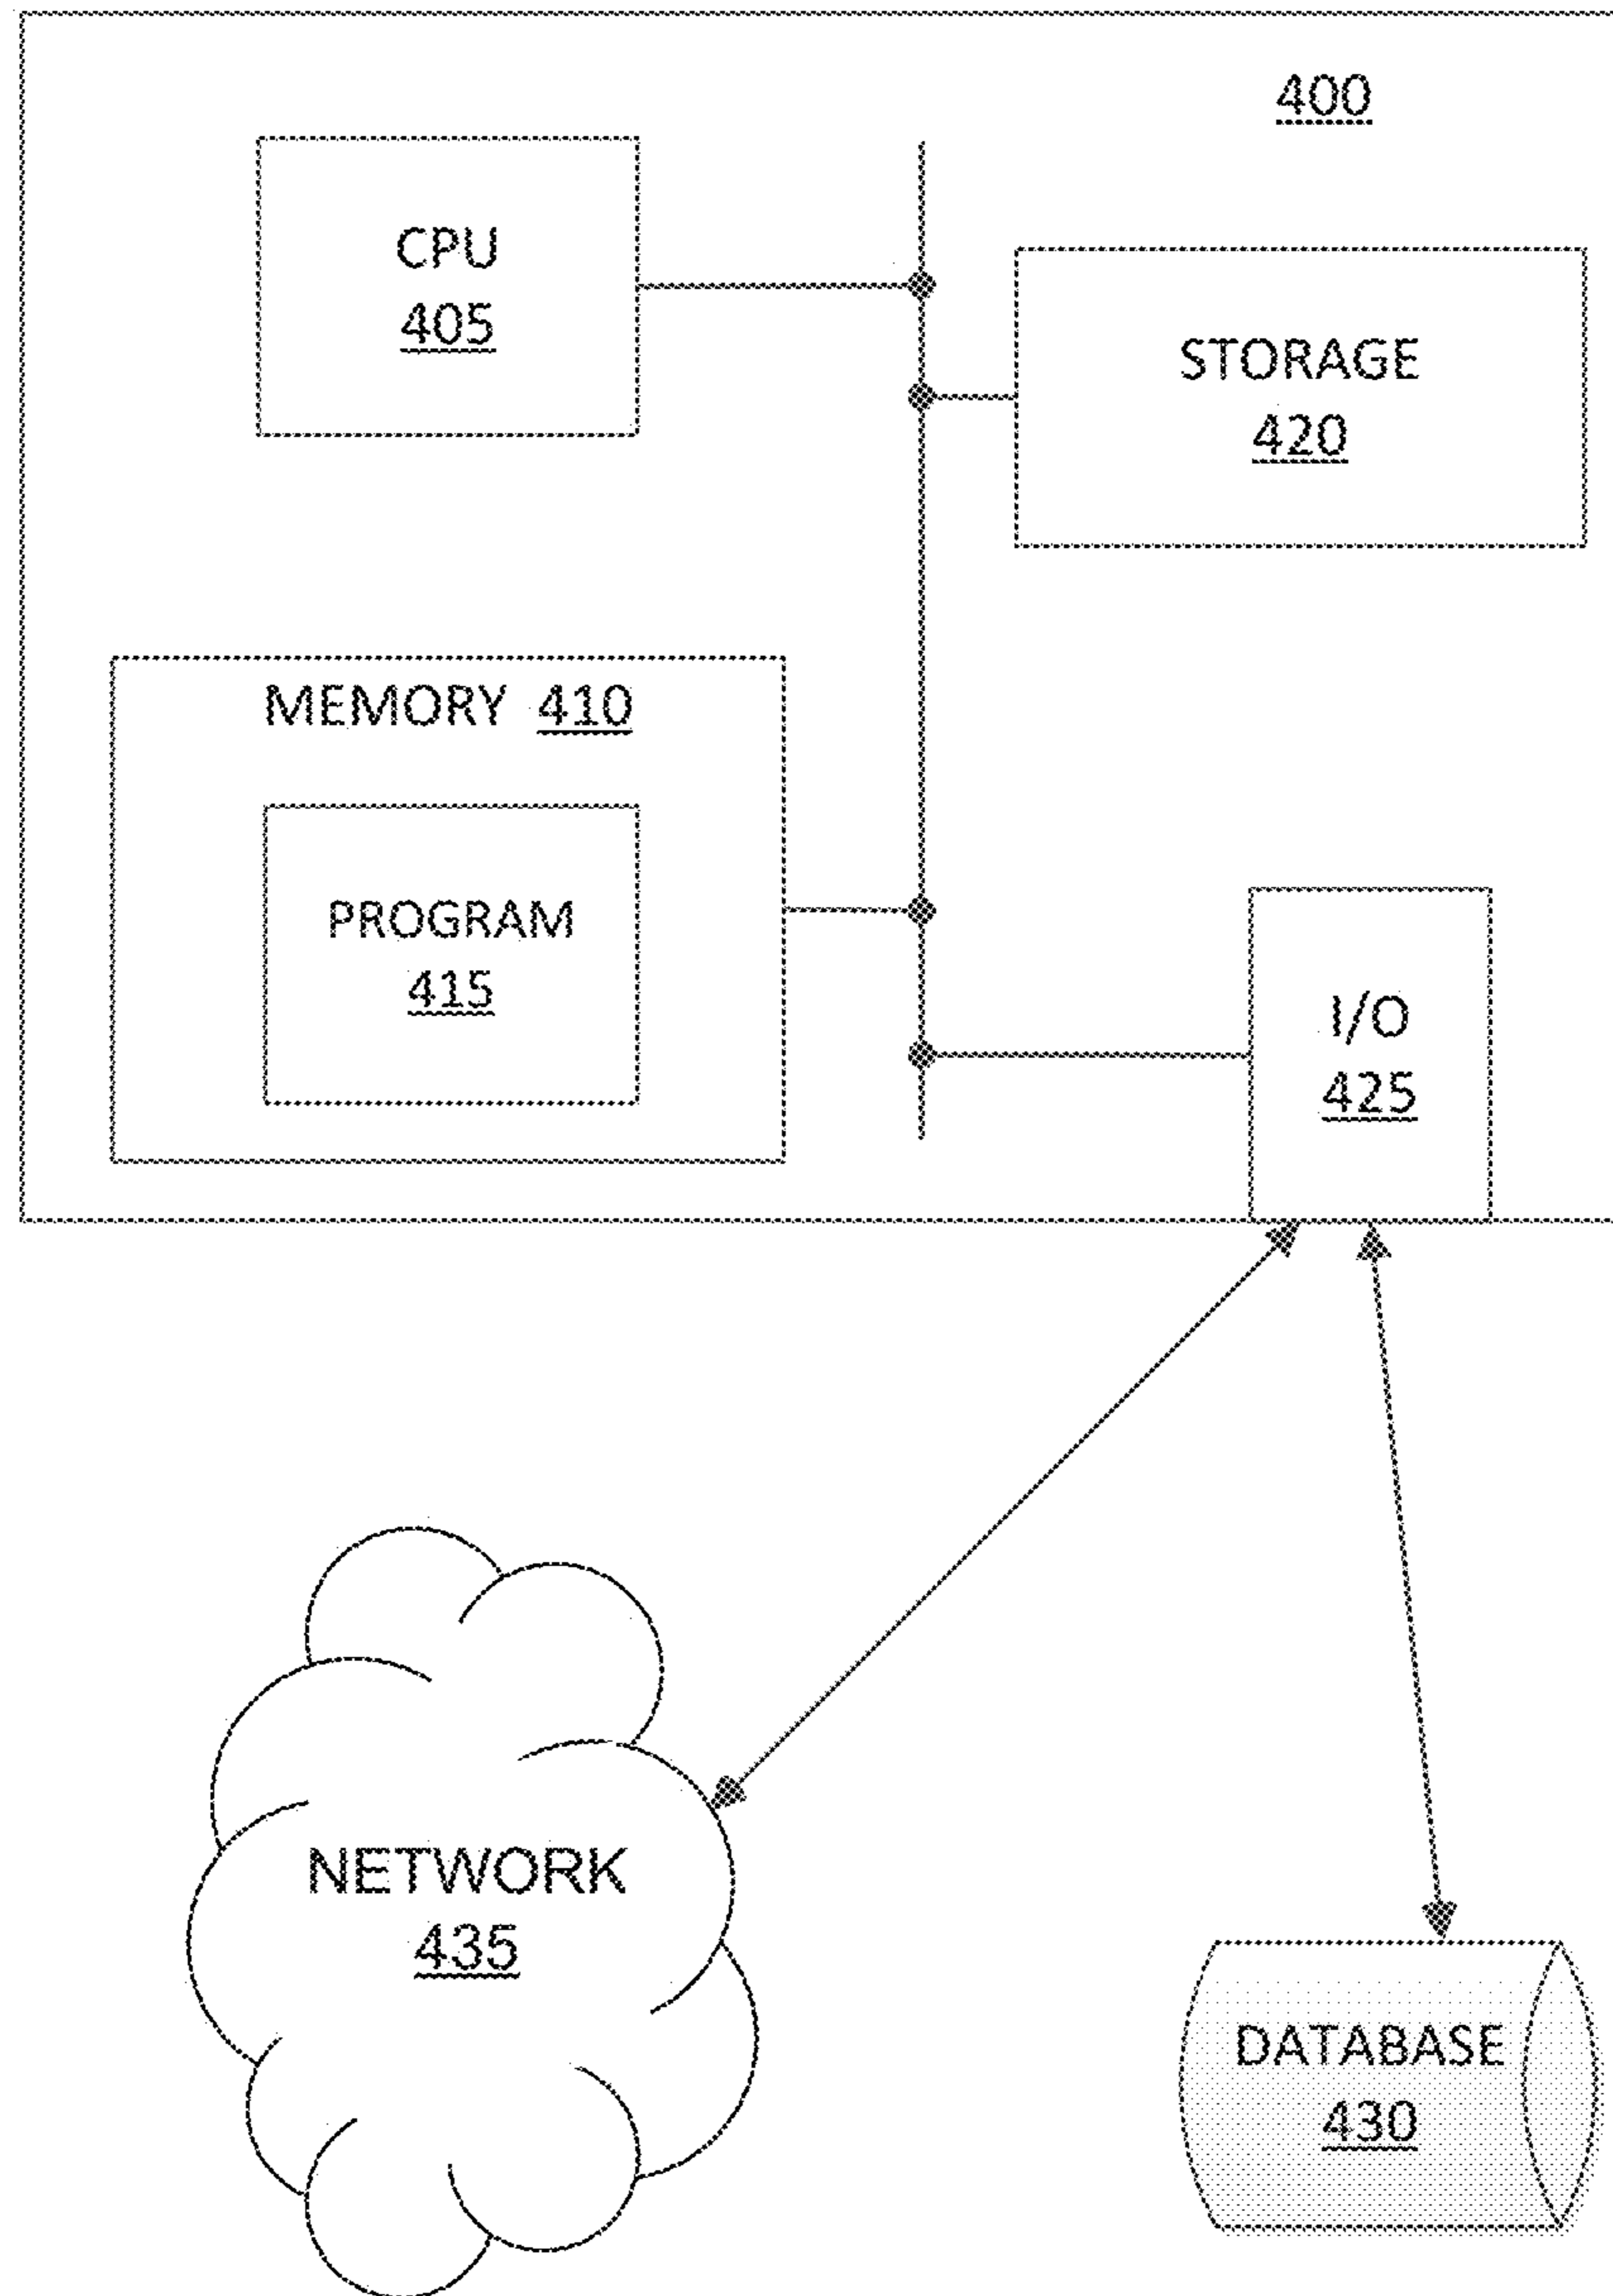 400
CPU
405
STORAGE
420
MEMORY 410
PROGRAM
415
I/O
425
NETWORK
435
DATABASE
430